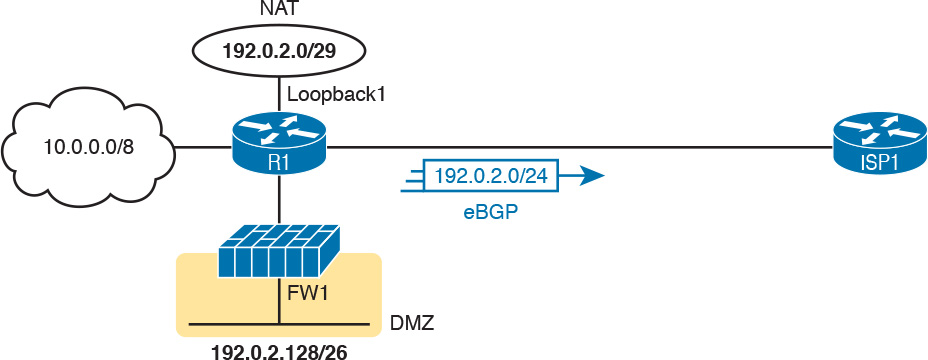 NAT
192.0.2.0/29
Loopback1
10.0.0.0/8
R1
ISP1
192.0.2.0/24
eBGP
FW1
DMZ
192.0.2.128/26